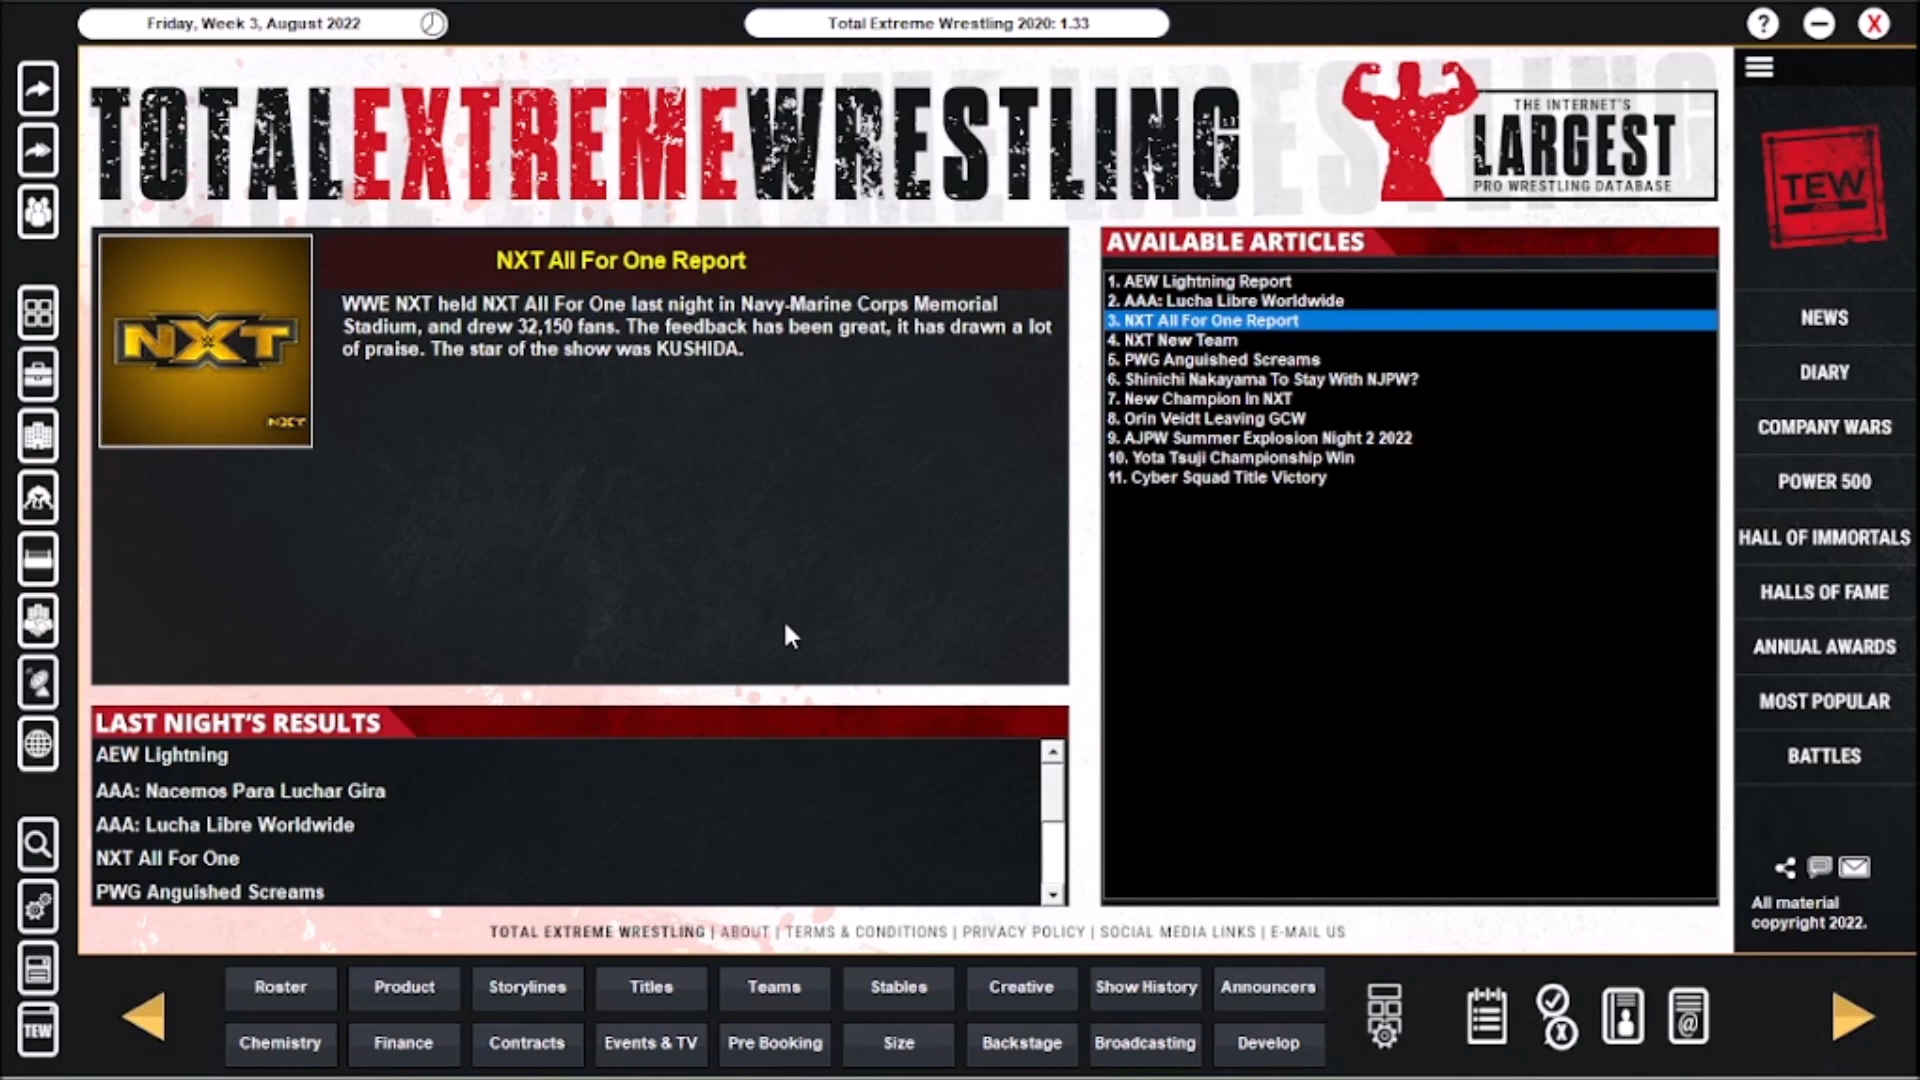 Friday, Week 3, August 2022
Total Extreme Wrestling 2020: 1.33
?
X
TOTALEXTREMEWRESTLING
THE INTERNET'S
LARGEST
PRO WRESTLING DATABASE
TEW
NXT
NXT
NXT All For One Report
WWE NXT held NXT All For One last night in Navy-Marine Corps Memorial
Stadium, and drew 32,150 fans. The feedback has been great, it has drawn a lot
of praise. The star of the show was KUSHIDA.
AVAILABLE ARTICLES
1. AEW Lightning Report
2. AAA: Lucha Libre Worldwide
3. NXT All For One Report
4. NXT New Team
5. PWG Anguished Screams
6. Shinichi Nakayama To Stay With NJPW?
7. New Champion In NXT
8. Orin Veidt Leaving GCW
9. AJPW Summer Explosion Night 2 2022
10. Yota Tsuji Championship Win
11. Cyber Squad Title Victory
NEWS
DIARY
COMPANY WARS
POWER 500
HALL OF IMMORTALS
HALLS OF FAME
ANNUAL AWARDS
MOST POPULAR
BATTLES
All material
copyright 2022.
LAST NIGHT'S RESULTS
AEW Lightning
AAA: Nacemos Para Luchar Gira
AAA: Lucha Libre Worldwide
NXT All For One
PWG Anguished Screams
TOTAL EXTREME WRESTLING | ABOUT | TERMS & CONDITIONS | PRIVACY POLICY | SOCIAL MEDIA LINKS | E-MAIL US
TEW
Roster Product Storylines Titles Teams Stables Creative Show History Announcers
Chemistry Finance Contracts Events & TV Pre Booking Size Backstage Broadcasting Develop